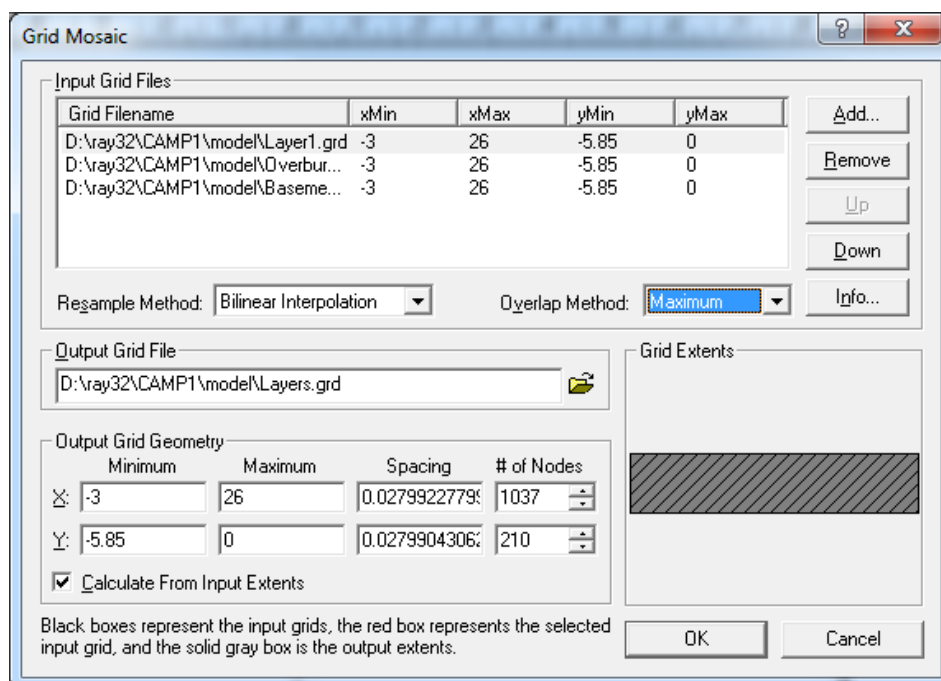 Grid Mosaic
Input Grid Files
Grid Filename xMin xMax yMin yMax
D:\ray32\CAMP1\model\Layer1.grd -3 26 -5.85 0
D:\ray32\CAMP1\model\Overbur... -3 26 -5.85 0
D:\ray32\CAMP1\model\Baseme... -3 26 -5.85 0
Add...
Remove
Up
Down
Info...
Resample Method: Bilinear Interpolation Overlap Method: Maximum
Output Grid File
D:\ray32\CAMP1\model\Layers.grd
Grid Extents
Output Grid Geometry
Minimum Maximum Spacing # of Nodes
X: -3 26 0.0279922779 1037
Y: -5.85 0 0.02799043062 210
Calculate From Input Extents
Black boxes represent the input grids, the red box represents the selected
input grid, and the solid gray box is the output extents.
OK Cancel